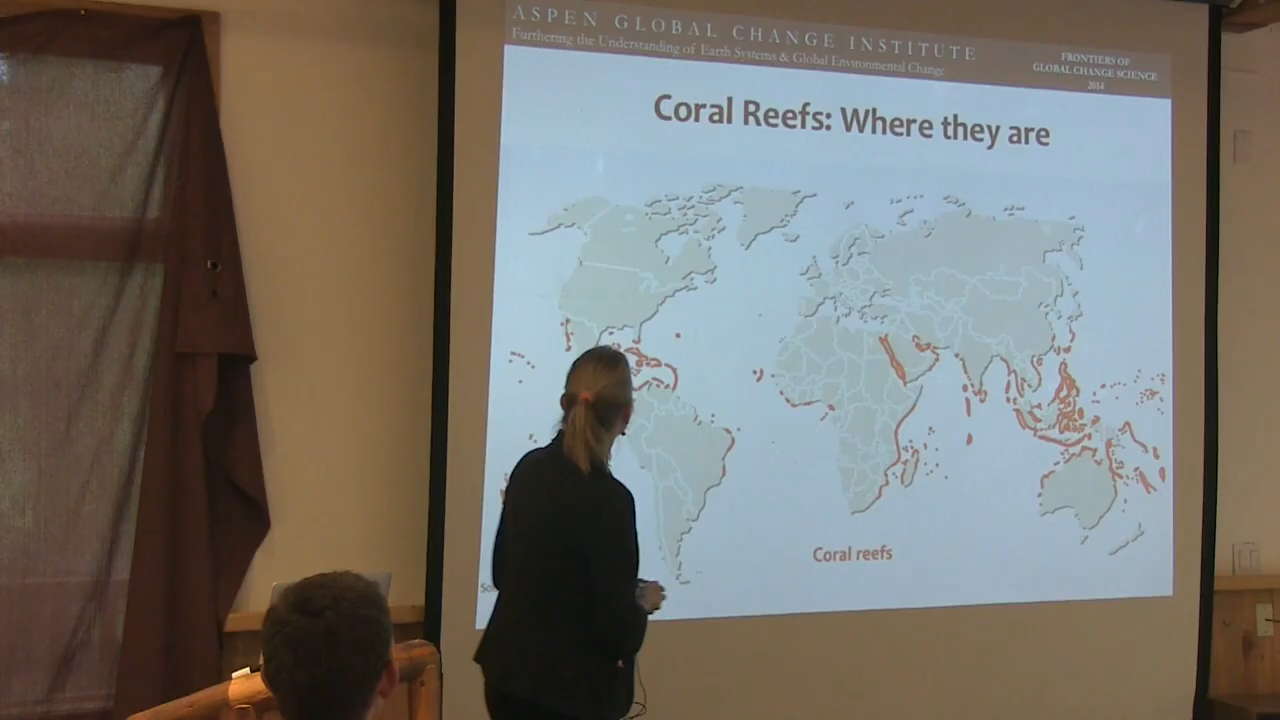 ASPEN GLOBAL CHANGE INSTITUTE
Furthering the Understanding of Earth Systems & Global Environmental Change
FRONTIERS OF
GLOBAL CHANGE SCIENCE
2014
Coral Reefs: Where they are
Coral reefs